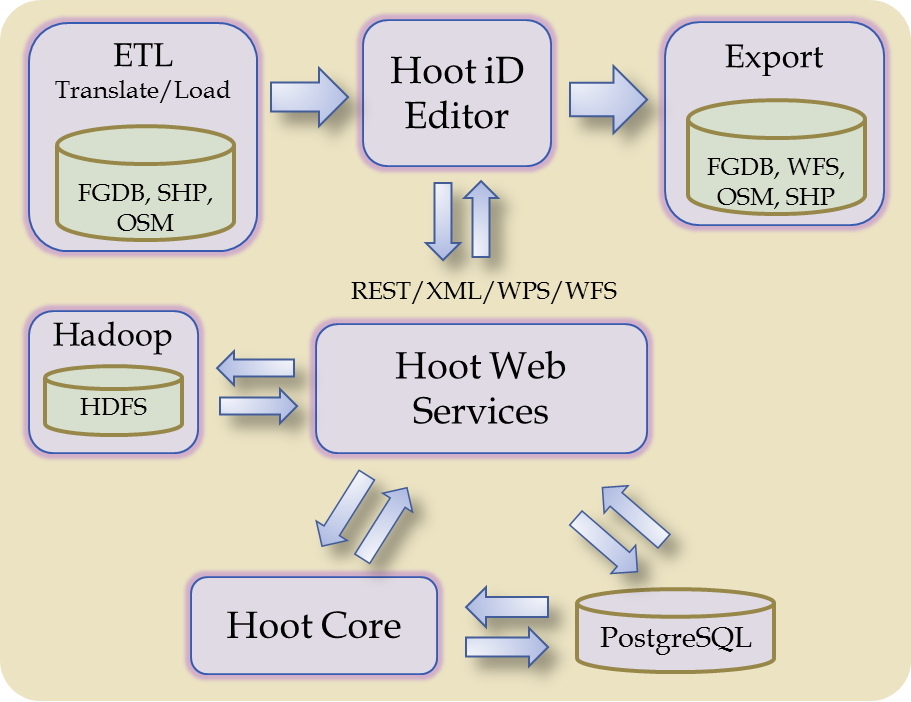 ETL
Translate/Load
FGDB, SHP,
OSM
Hoot iD
Editor
Export
FGDB, WFS,
OSM, SHP
REST/XML/WPS/WFS
Hadoop
HDFS
Hoot Web
Services
Hoot Core
PostgreSQL